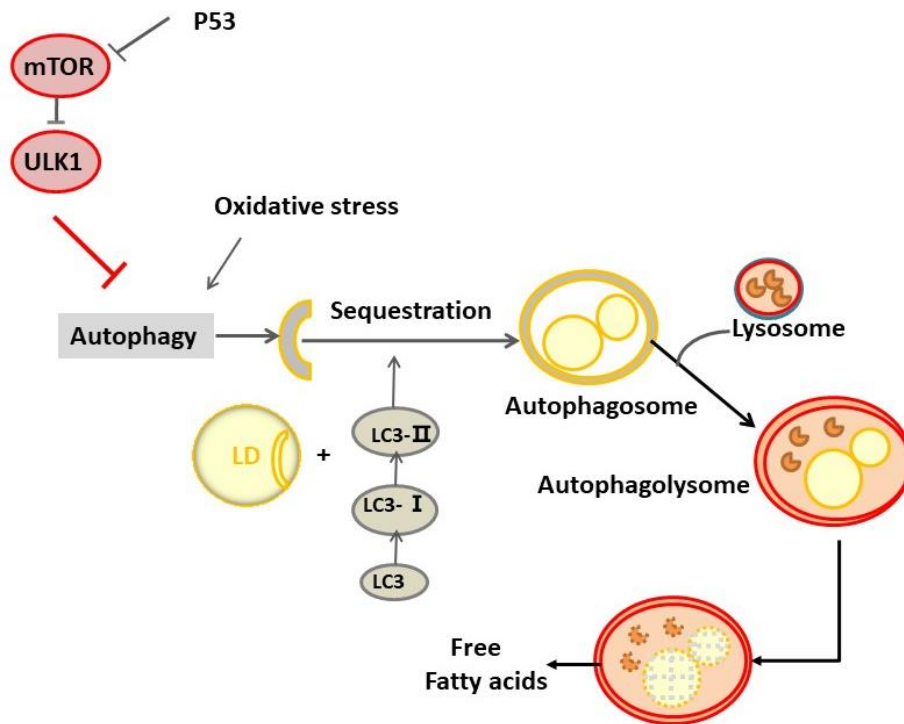 P53
mTOR
ULK1
Oxidative stress
Autophagy
Sequestration
Lysosome
Autophagosome
LD
+
LC3-II
LC3- I
LC3
Autophagolysome
Free
Fatty acids